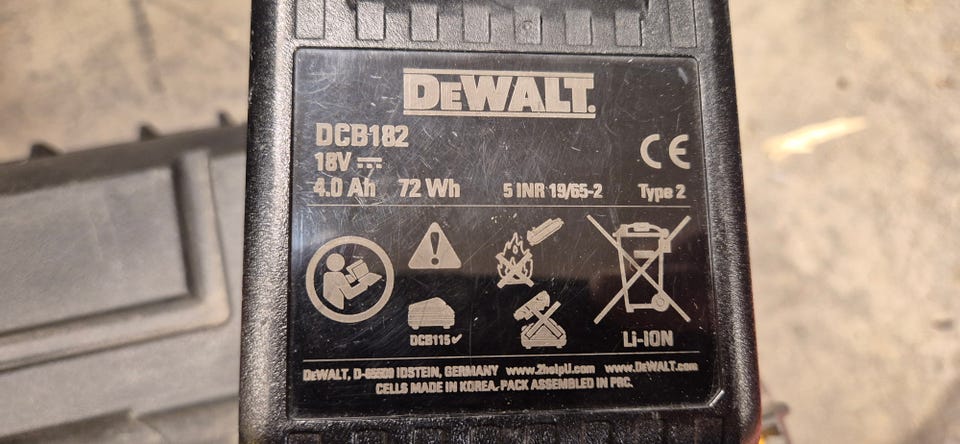 DEWALT.
DCB182
18V
4.0 Ah 72 Wh 5 INR 19/65-2 Type 2
CE
DCB115✓
Li-ION
DEWALT, D-65509 IDSTEIN, GERMANY www.2helpU.com www.DEWALT.com
CELLS MADE IN KOREA. PACK ASSEMBLED IN PRC.